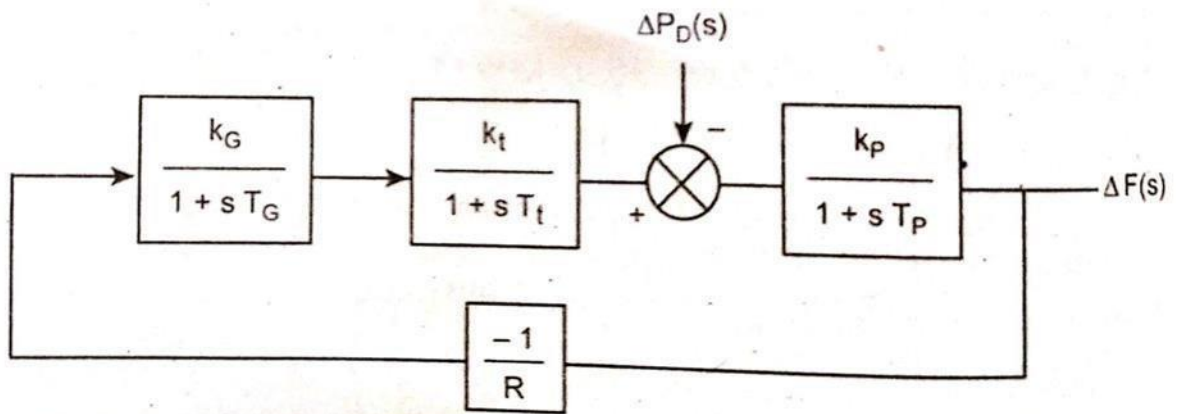 ΔP_D(s)
k_G
1 + s T_G
k_t
1 + s T_t
−
+
k_P
1 + s T_P
ΔF(s)
− 1
R